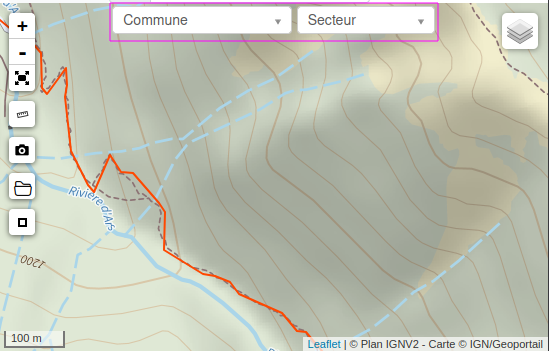 Commune
Secteur
+
-
Rivière d'Ars
1200
100 m
Leaflet | © Plan IGNV2 - Carte © IGN/Geoportail